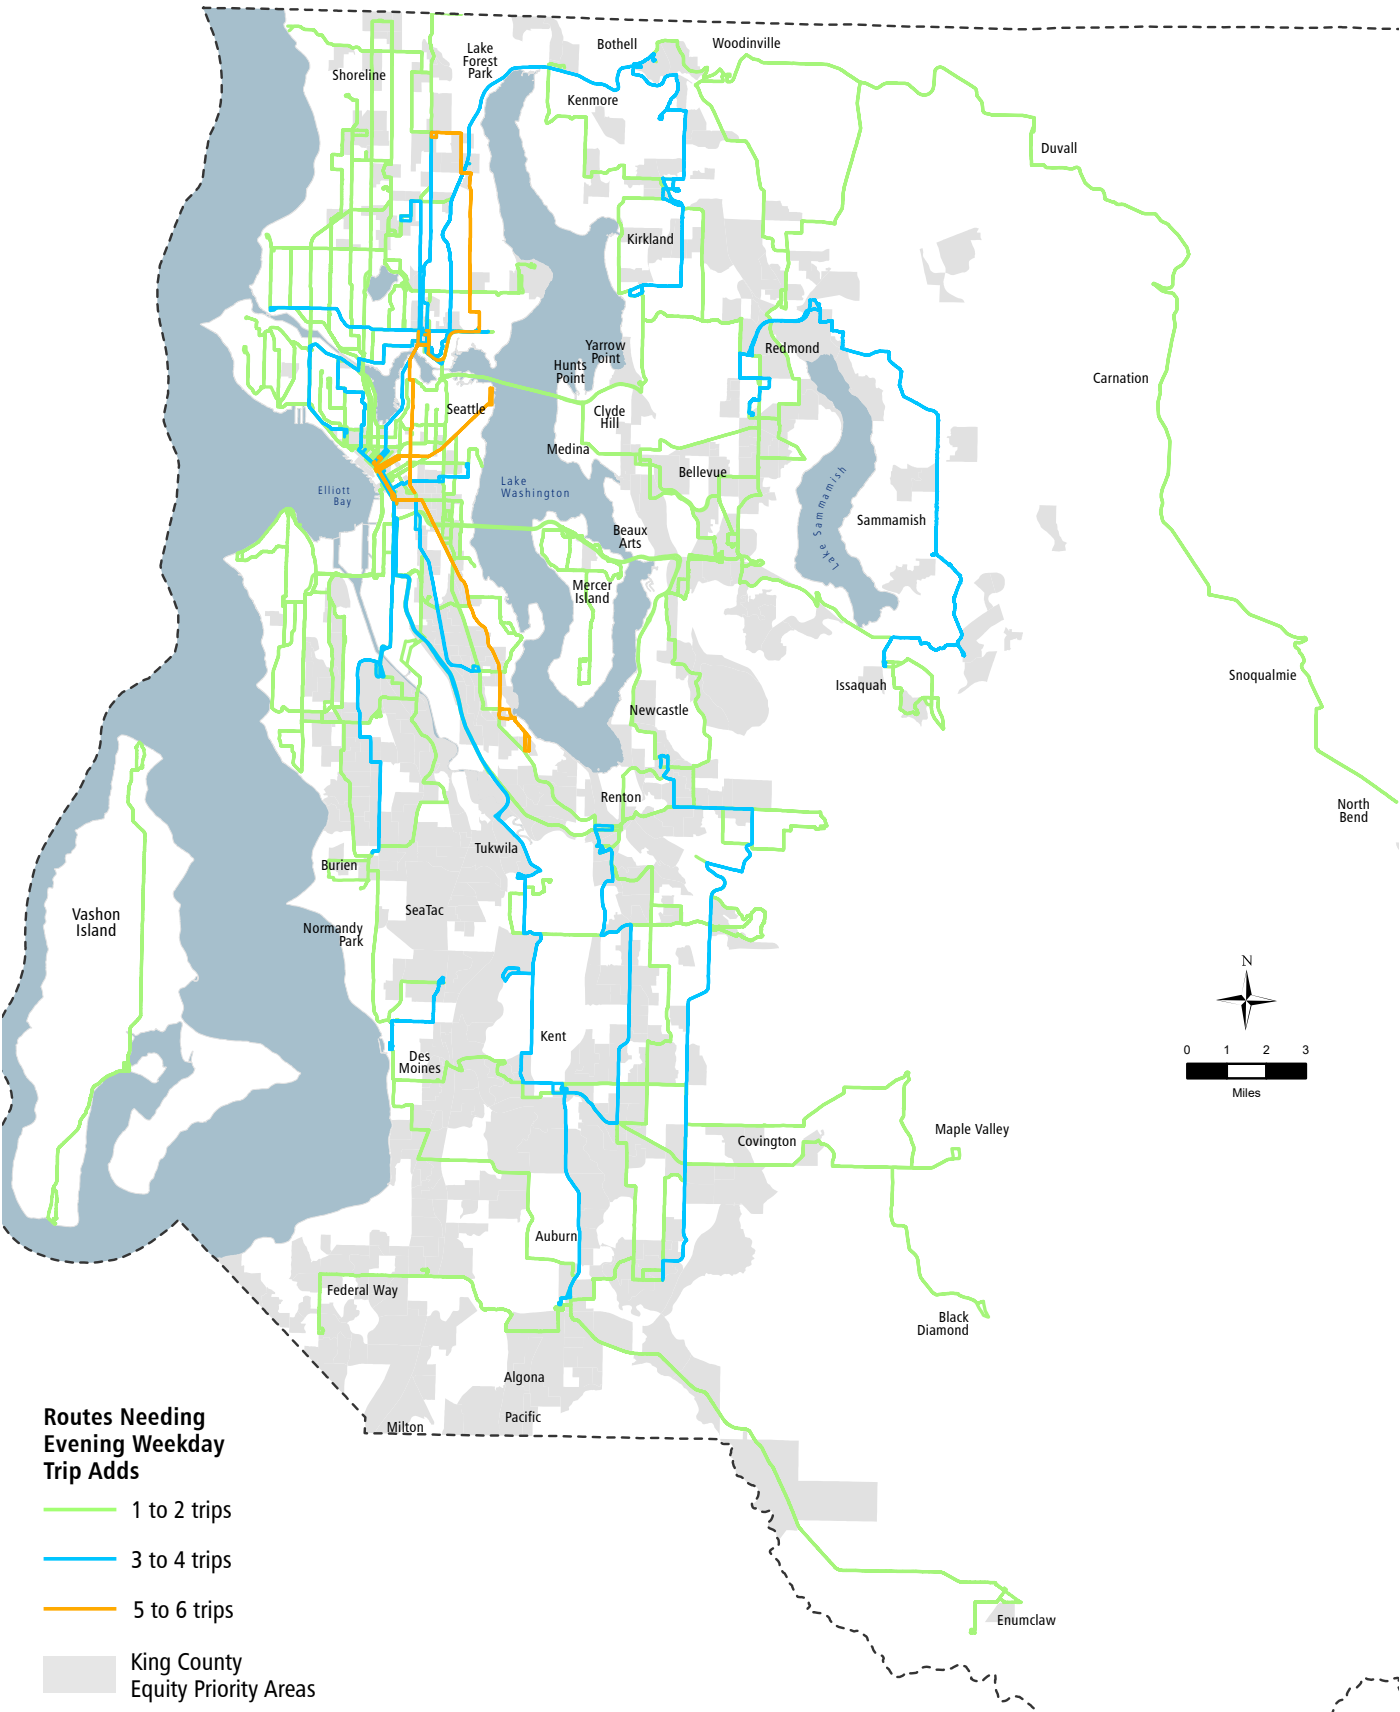 Bothell
Woodinville
Lake
Forest
Park
Shoreline
Kenmore
Duvall
Kirkland
Yarrow
Point
Hunts
Point
Redmond
Carnation
Seattle
Clyde
Hill
Medina
Bellevue
Elliott
Bay
Lake
Washington
Lake Sammamish
Sammamish
Beaux
Arts
Mercer
Island
Issaquah
Snoqualmie
Newcastle
Renton
North
Bend
Tukwila
Burien
SeaTac
Vashon
Island
Normandy
Park
N
Kent
Des
Moines
0 1 2 3
Miles
Covington
Maple Valley
Auburn
Federal Way
Black
Diamond
Algona
Pacific
Milton
Routes Needing
Evening Weekday
Trip Adds
1 to 2 trips
3 to 4 trips
5 to 6 trips
King County
Equity Priority Areas
Enumclaw